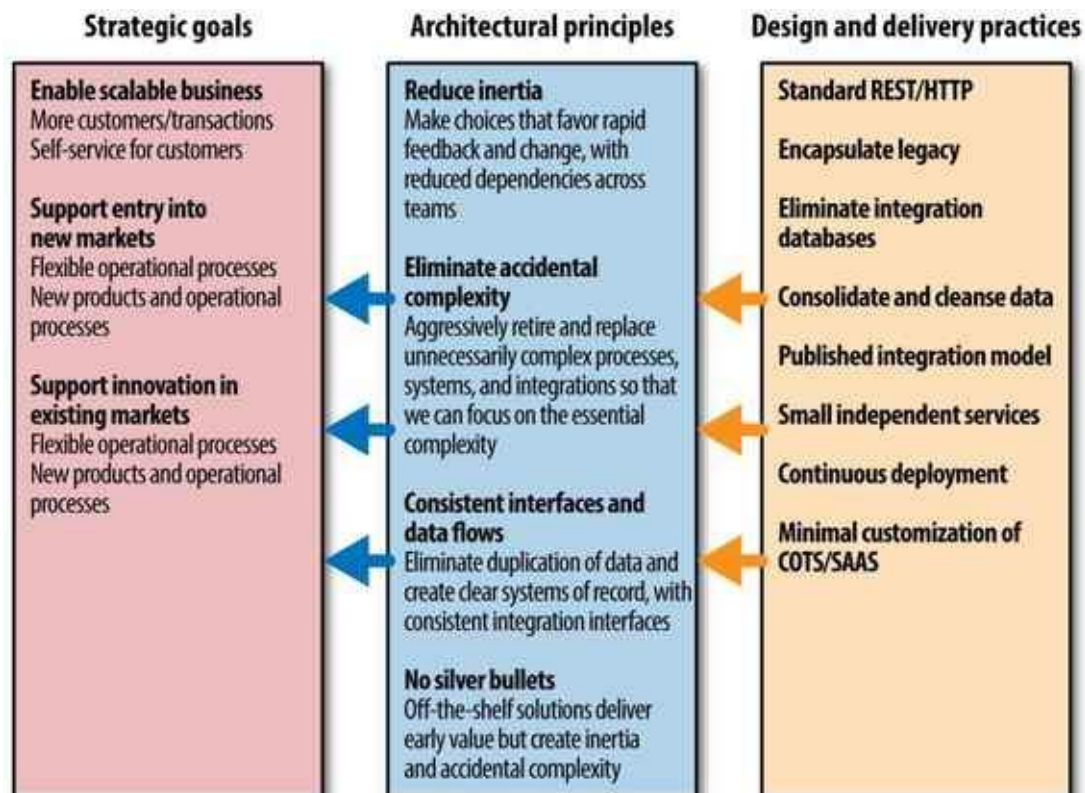 Strategic goals
Enable scalable business
More customers/transactions
Self-service for customers
Support entry into
new markets
Flexible operational processes
New products and operational
processes
Support innovation in
existing markets
Flexible operational processes
New products and operational
processes
Architectural principles
Reduce inertia
Make choices that favor rapid
feedback and change, with
reduced dependencies across
teams
Eliminate accidental
complexity
Aggressively retire and replace
unnecessarily complex processes,
systems, and integrations so that
we can focus on the essential
complexity
Consistent interfaces and
data flows
Eliminate duplication of data and
create clear systems of record, with
consistent integration interfaces
No silver bullets
Off-the-shelf solutions deliver
early value but create inertia
and accidental complexity
Design and delivery practices
Standard REST/HTTP
Encapsulate legacy
Eliminate integration
databases
Consolidate and cleanse data
Published integration model
Small independent services
Continuous deployment
Minimal customization of
COTS/SAAS